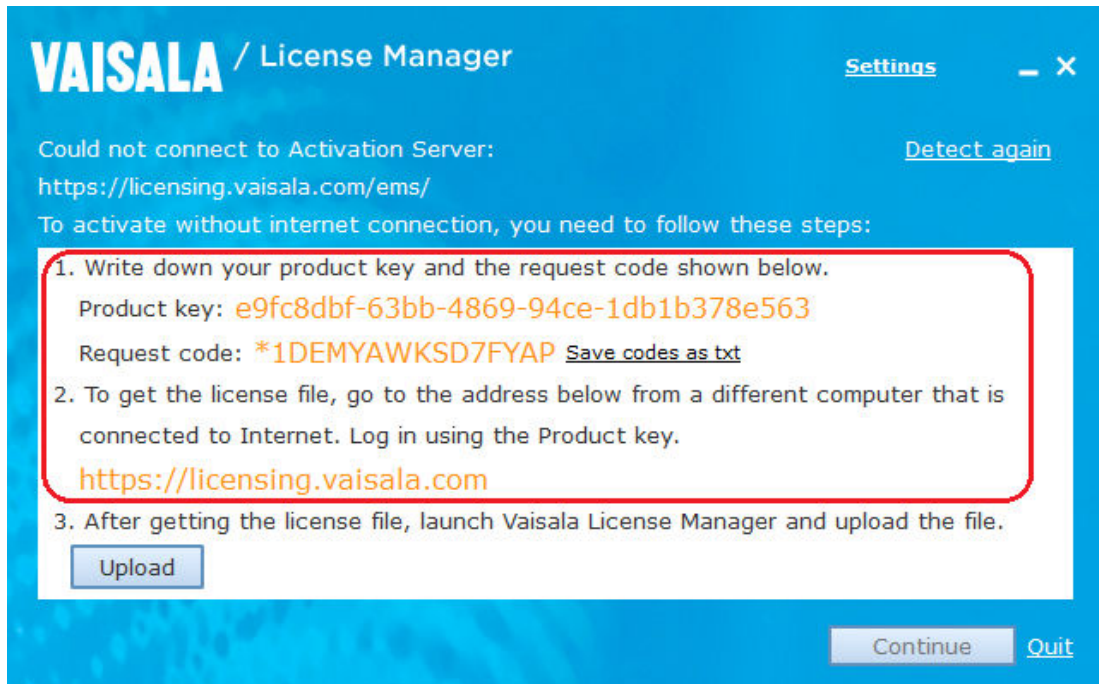 VAISALA / License Manager
Settings
Could not connect to Activation Server:
Detect again
https://licensing.vaisala.com/ems/
To activate without internet connection, you need to follow these steps:
1. Write down your product key and the request code shown below.
Product key: e9fc8dbf-63bb-4869-94ce-1db1b378e563
Request code: *1DEMYAWKSD7FYAP Save codes as txt
2. To get the license file, go to the address below from a different computer that is
connected to Internet. Log in using the Product key.
https://licensing.vaisala.com
3. After getting the license file, launch Vaisala License Manager and upload the file.
Upload
Continue
Quit